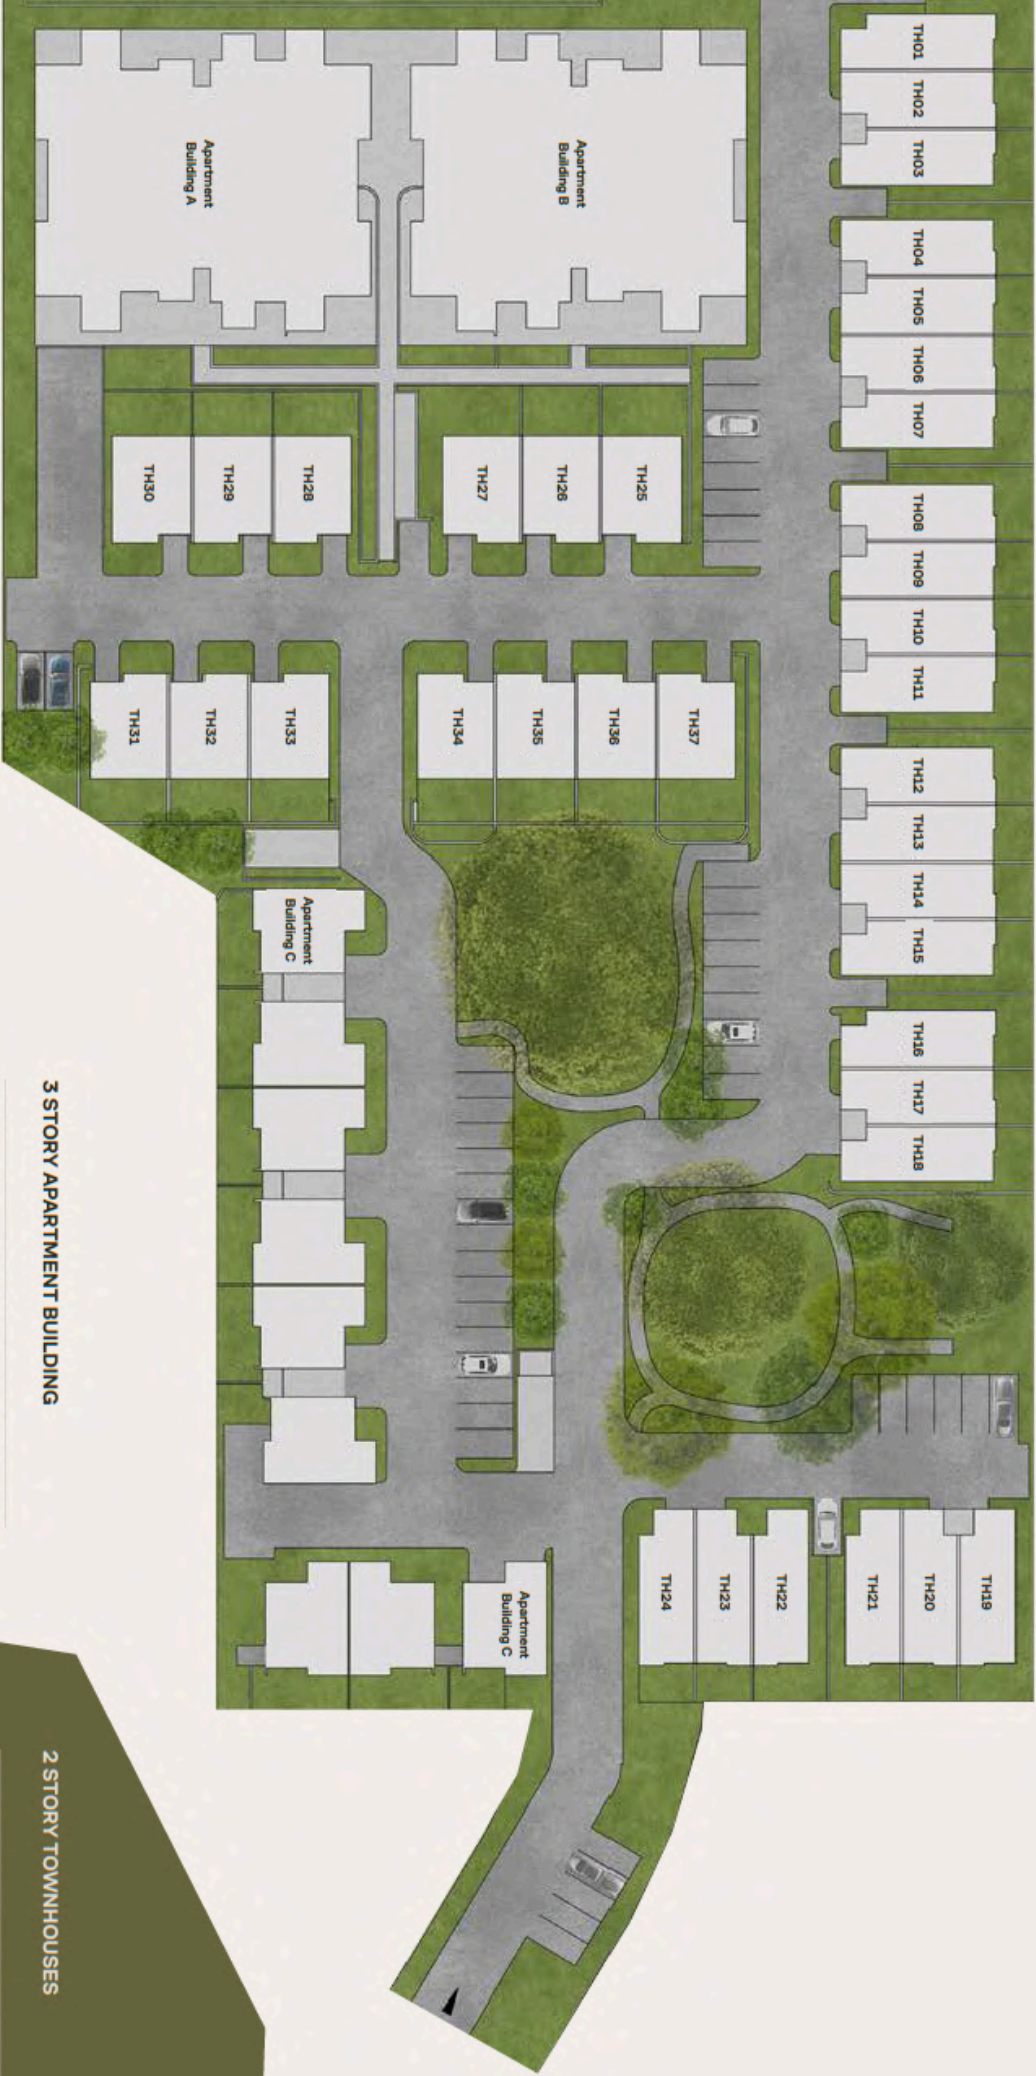 TH01
TH02
TH03
TH04
TH05
TH06
TH07
TH08
TH09
TH10
TH11
TH12
TH13
TH14
TH15
TH16
TH17
TH18
Apartment
Building A
Apartment
Building B
TH30
TH29
TH28
TH27
TH26
TH25
TH31
TH32
TH33
TH34
TH35
TH36
TH37
Apartment
Building C
Apartment
Building C
TH24
TH23
TH22
TH21
TH20
TH19
3 STORY APARTMENT BUILDING
2 STORY TOWNHOUSES